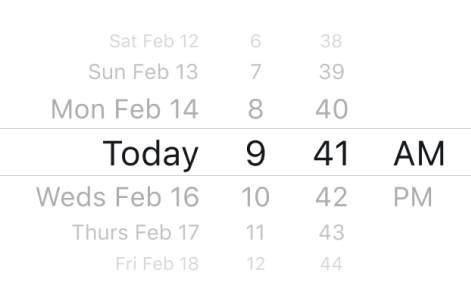 Sat Feb 12 6 38
Sun Feb 13 7 39
Mon Feb 14 8 40
Today 9 41 AM
Weds Feb 16 10 42 PM
Thurs Feb 17 11 43
Fri Feb 18 12 44